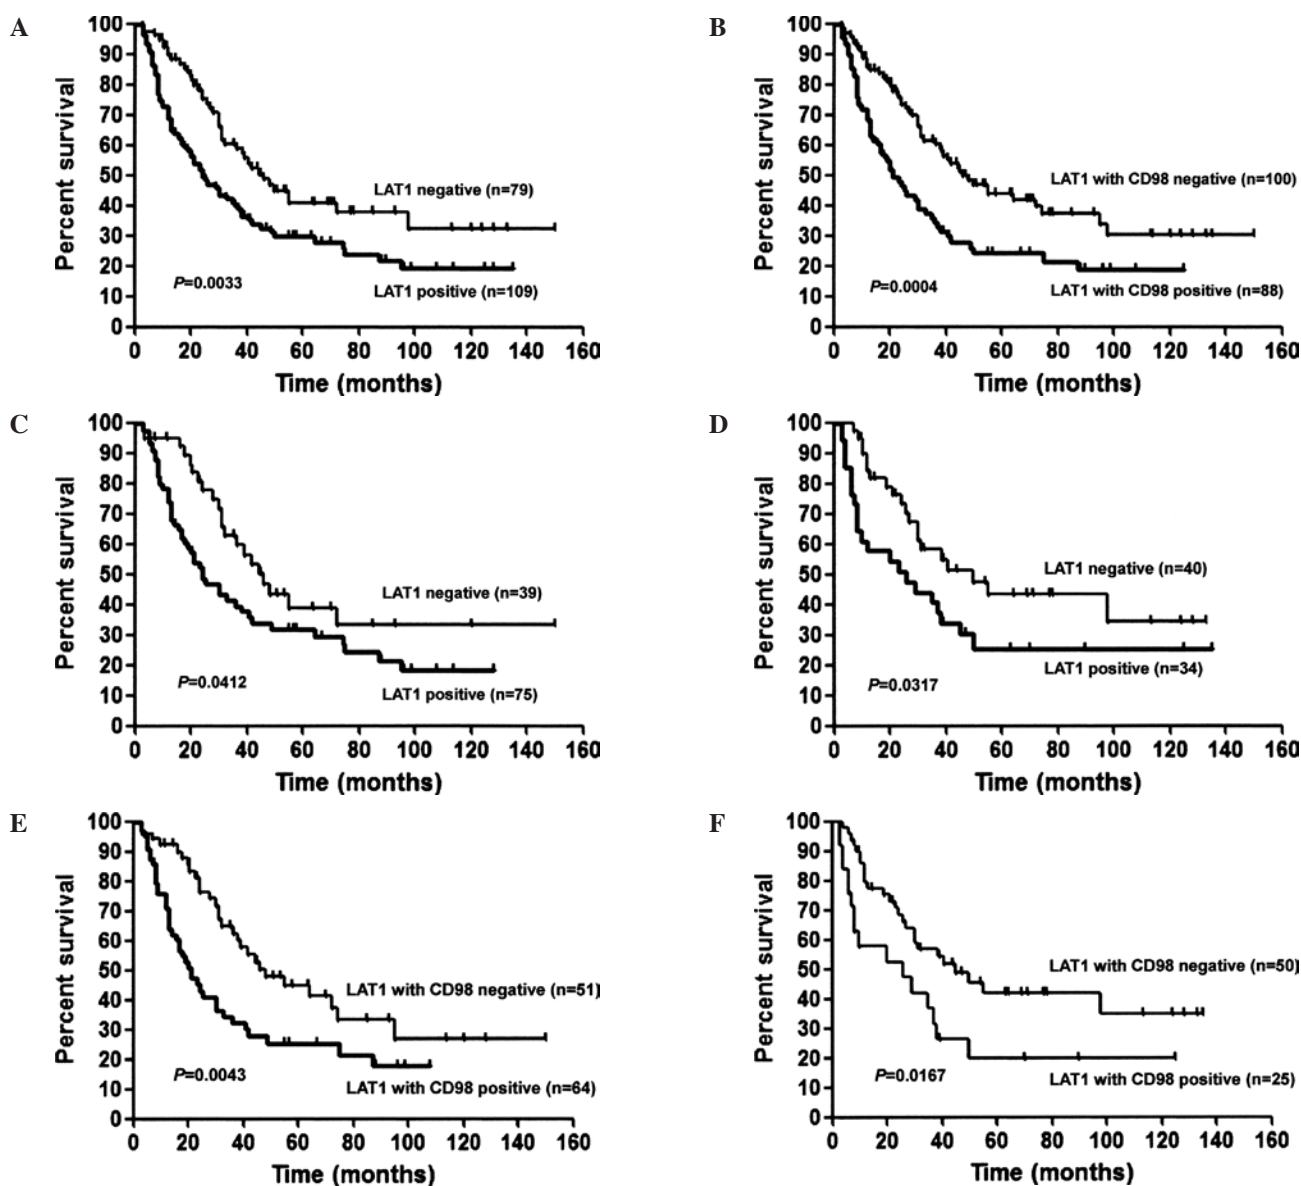 A
Percent survival
100
90
80
70
60
50
40
30
20
10
0
LAT1 negative (n=79)
P=0.0033
LAT1 positive (n=109)
0 20 40 60 80 100 120 140 160
Time (months)
B
Percent survival
100
90
80
70
60
50
40
30
20
10
0
LAT1 with CD98 negative (n=100)
P=0.0004
LAT1 with CD98 positive (n=88)
0 20 40 60 80 100 120 140 160
Time (months)
C
Percent survival
100
90
80
70
60
50
40
30
20
10
0
LAT1 negative (n=39)
P=0.0412
LAT1 positive (n=75)
0 20 40 60 80 100 120 140 160
Time (months)
D
Percent survival
100
90
80
70
60
50
40
30
20
10
0
LAT1 negative (n=40)
LAT1 positive (n=34)
P=0.0317
0 20 40 60 80 100 120 140 160
Time (months)
E
Percent survival
100
90
80
70
60
50
40
30
20
10
0
LAT1 with CD98 negative (n=51)
P=0.0043
LAT1 with CD98 positive (n=64)
0 20 40 60 80 100 120 140 160
Time (months)
F
Percent survival
100
90
80
70
60
50
40
30
20
10
0
LAT1 with CD98 negative (n=50)
P=0.0167
LAT1 with CD98 positive (n=25)
0 20 40 60 80 100 120 140 160
Time (months)